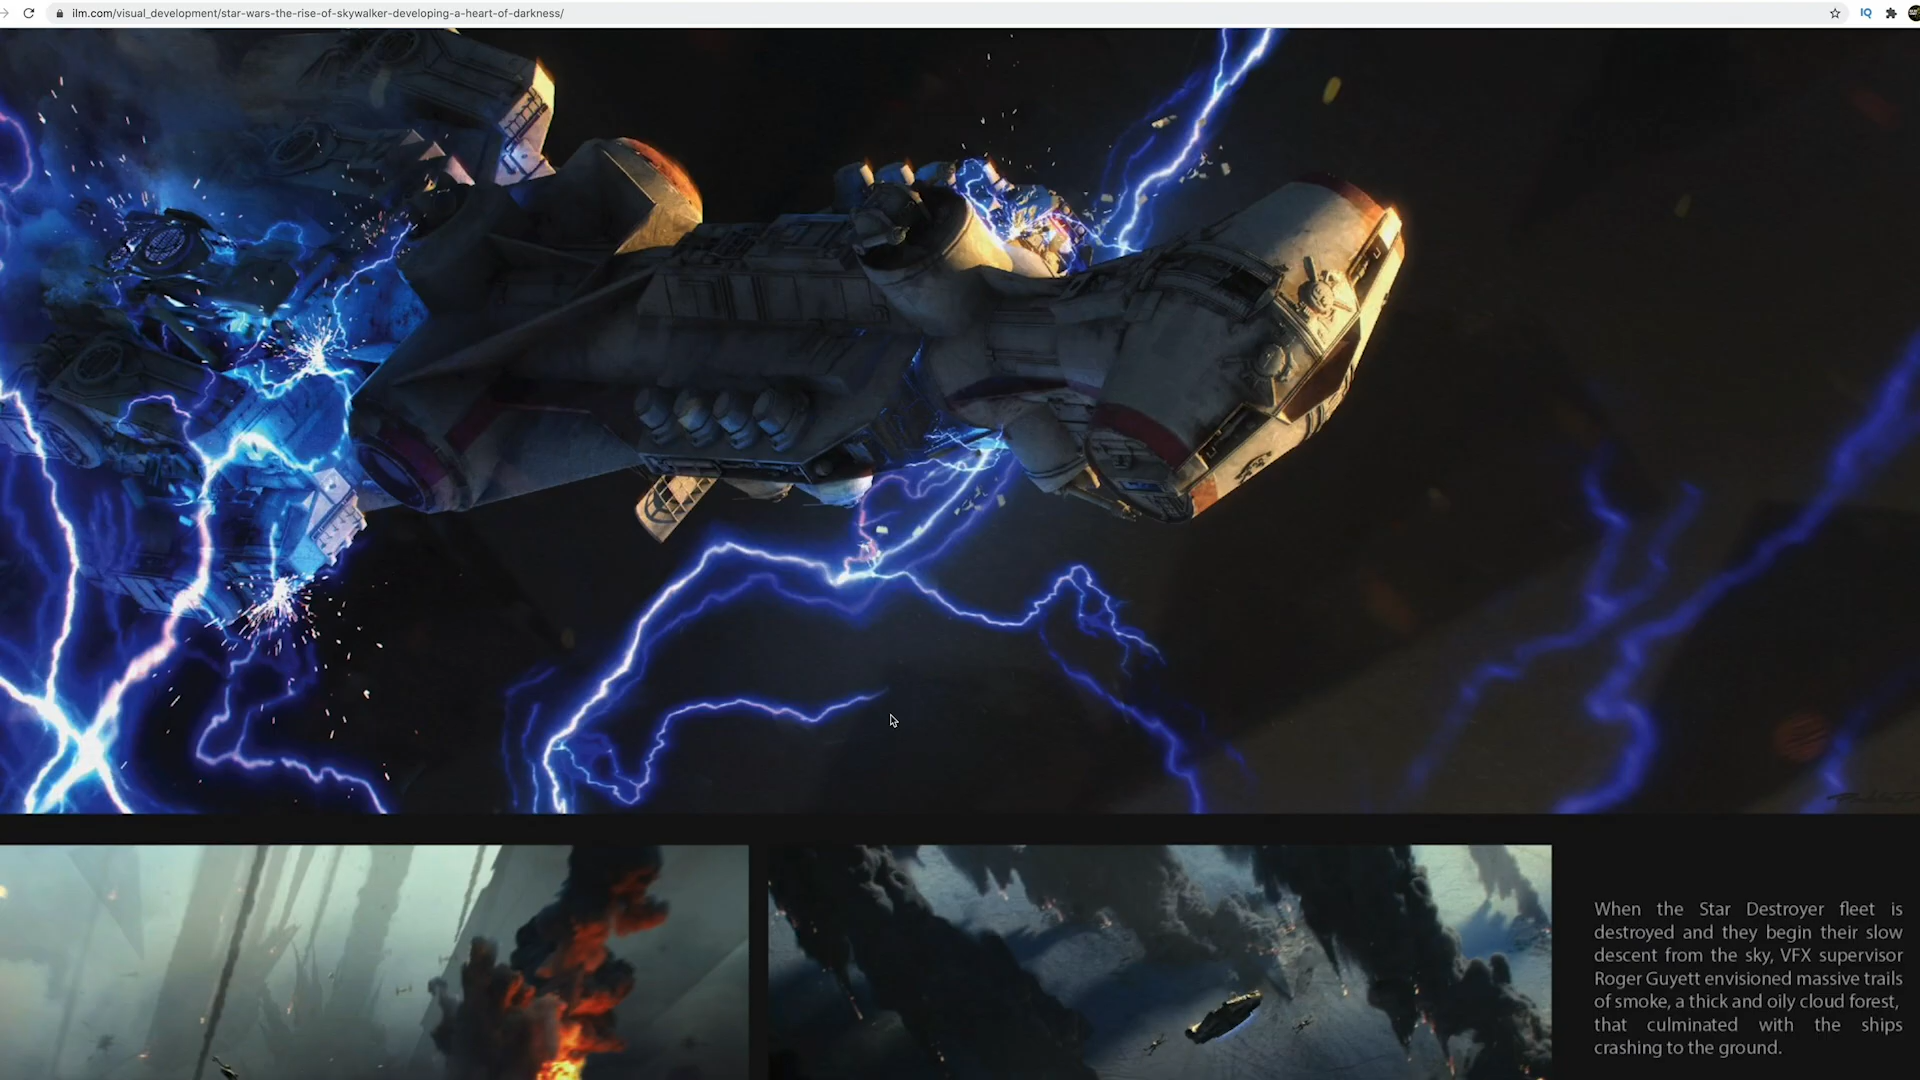 ilm.com/visual_development/star-wars-the-rise-of-skywalker-developing-a-heart-of-darkness/
IQ
When the Star Destroyer fleet is
destroyed and they begin their slow
descent from the sky, VFX supervisor
Roger Guyett envisioned massive trails
of smoke, a thick and oily cloud forest,
that culminated with the ships
crashing to the ground.